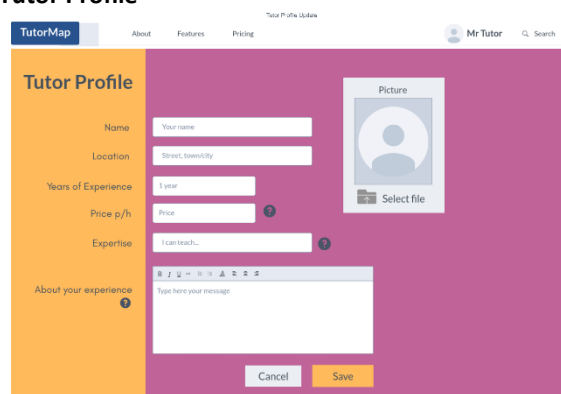 Tutor Profile
Tutor Profile Update
TutorMap About Features Pricing Mr Tutor Search
Tutor Profile
Picture
Name Your name
Location Street, town/city
Years of Experience 1 year
Select file
Price p/h Price ?
Expertise I can teach... ?
B I U A
About your experience ? Type here your message
Cancel Save